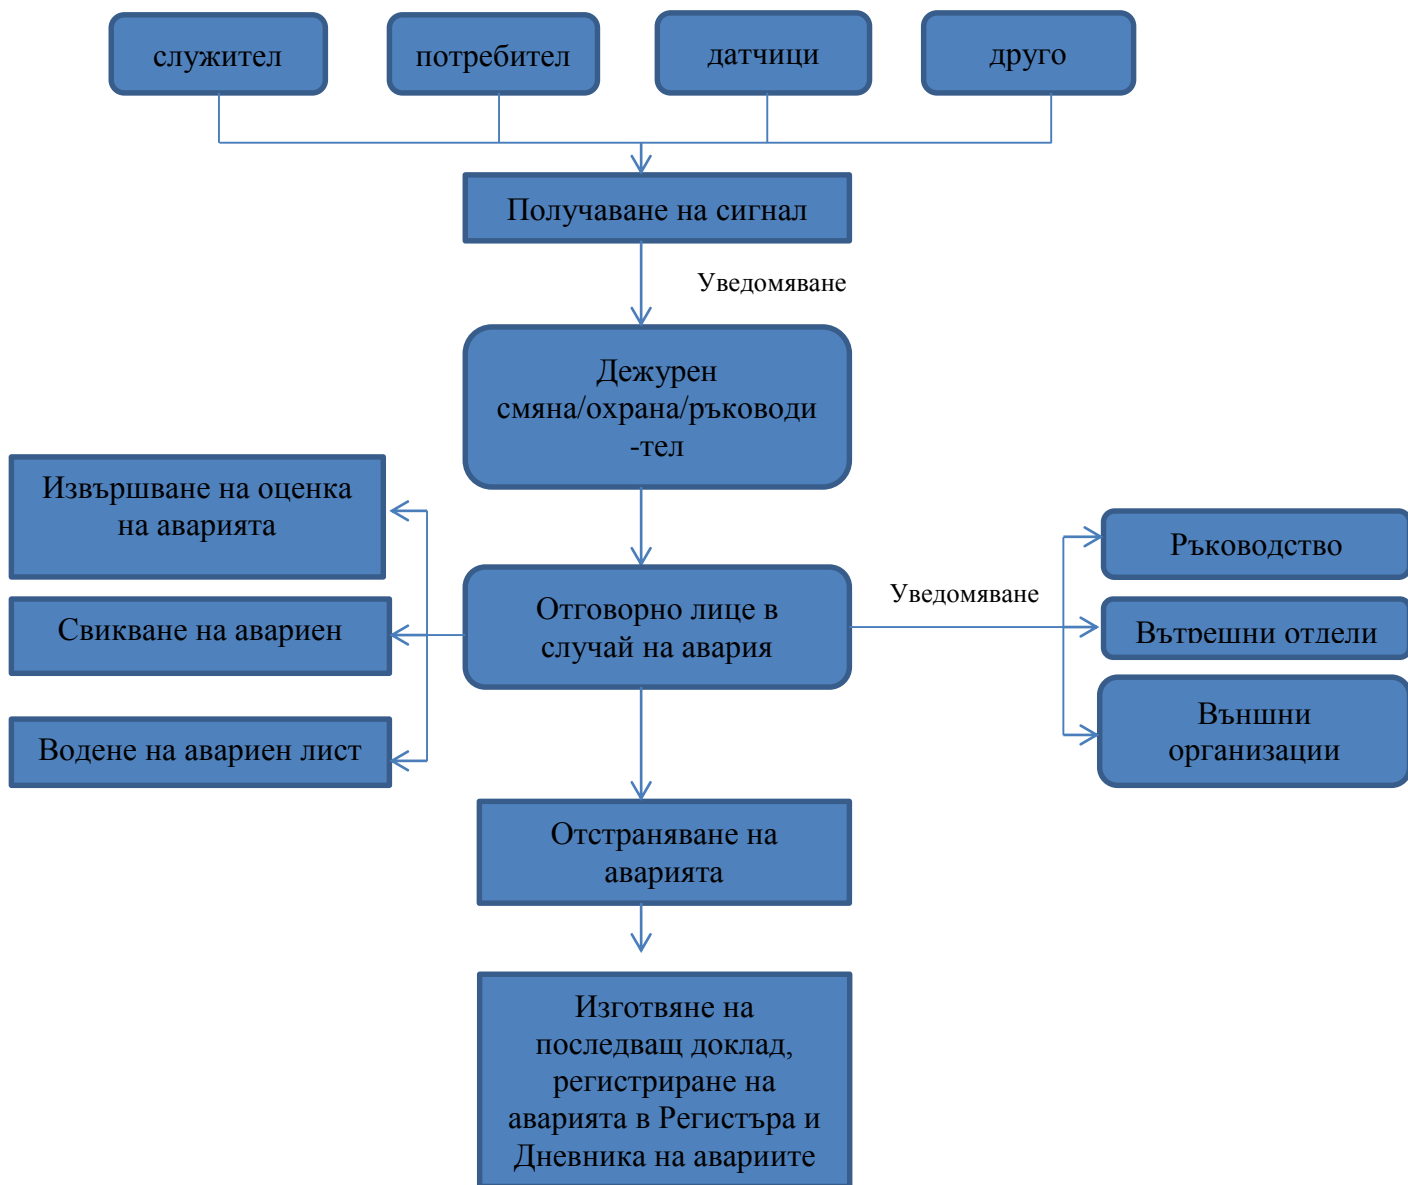 служител
потребител
датчици
друго
Получаване на сигнал
Уведомяване
Дежурен
смяна/охрана/ръководи
-тел
Извършване на оценка
на аварията
Свикване на авариен
Водене на авариен лист
Отговорно лице в
случай на авария
Уведомяване
Ръководство
Вътрешни отдели
Външни
организации
Отстраняване на
аварията
Изготвяне на
последващ доклад,
регистриране на
аварията в Регистъра и
Дневника на авариите